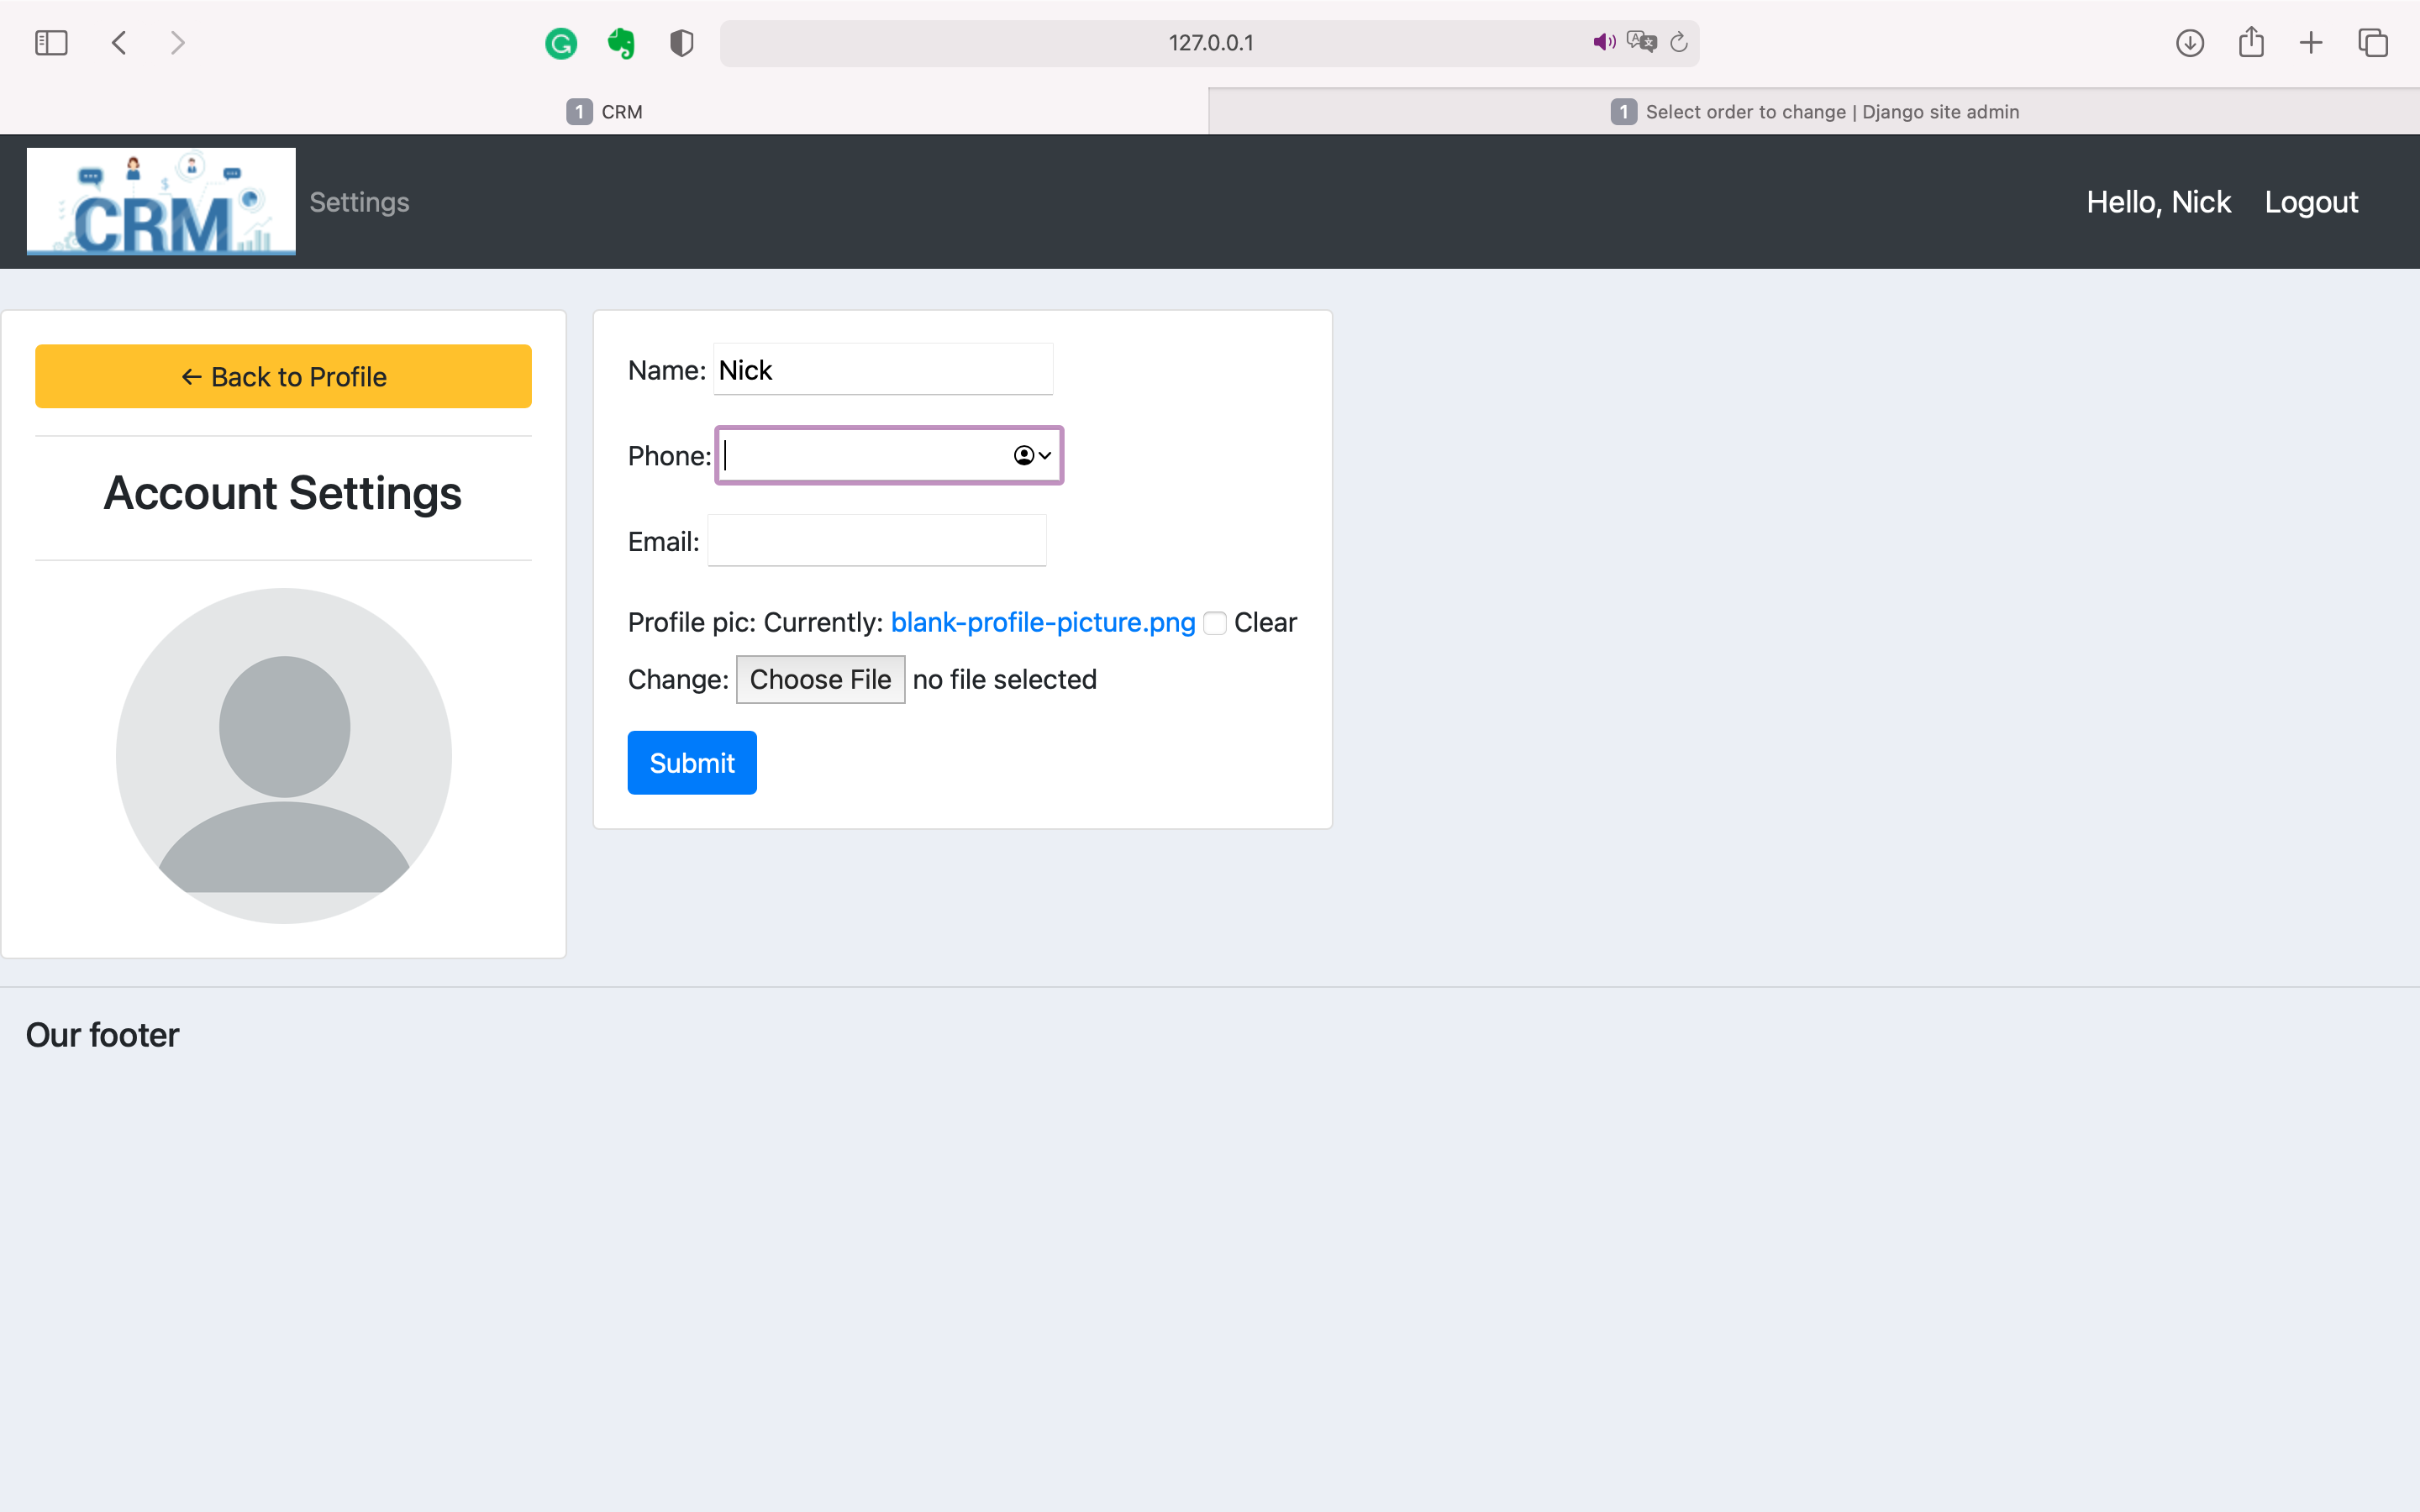 127.0.0.1
1 CRM
1 Select order to change | Django site admin
CRM
Settings
Hello, Nick
Logout
← Back to Profile
Account Settings
Name: Nick
Phone:
Email:
Profile pic: Currently: blank-profile-picture.png Clear
Change: Choose File no file selected
Submit
Our footer